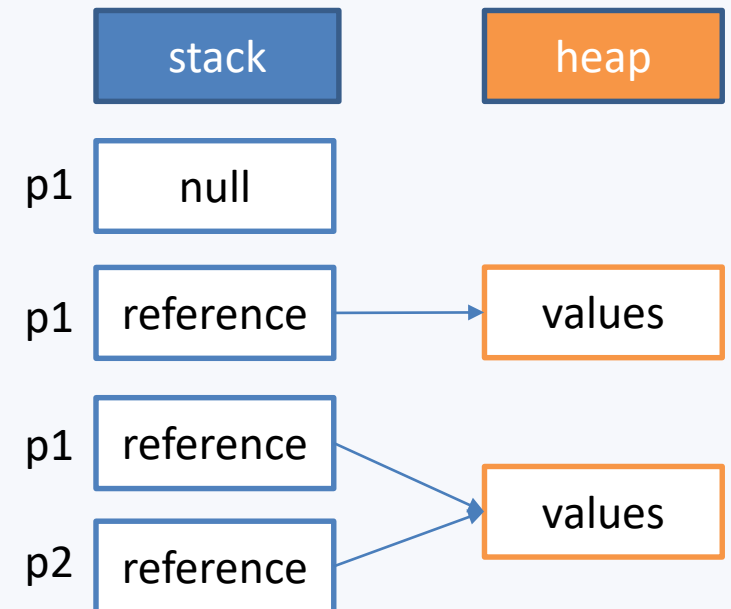 stack heap
p1 null
p1 reference values
p1 reference
values
p2 reference